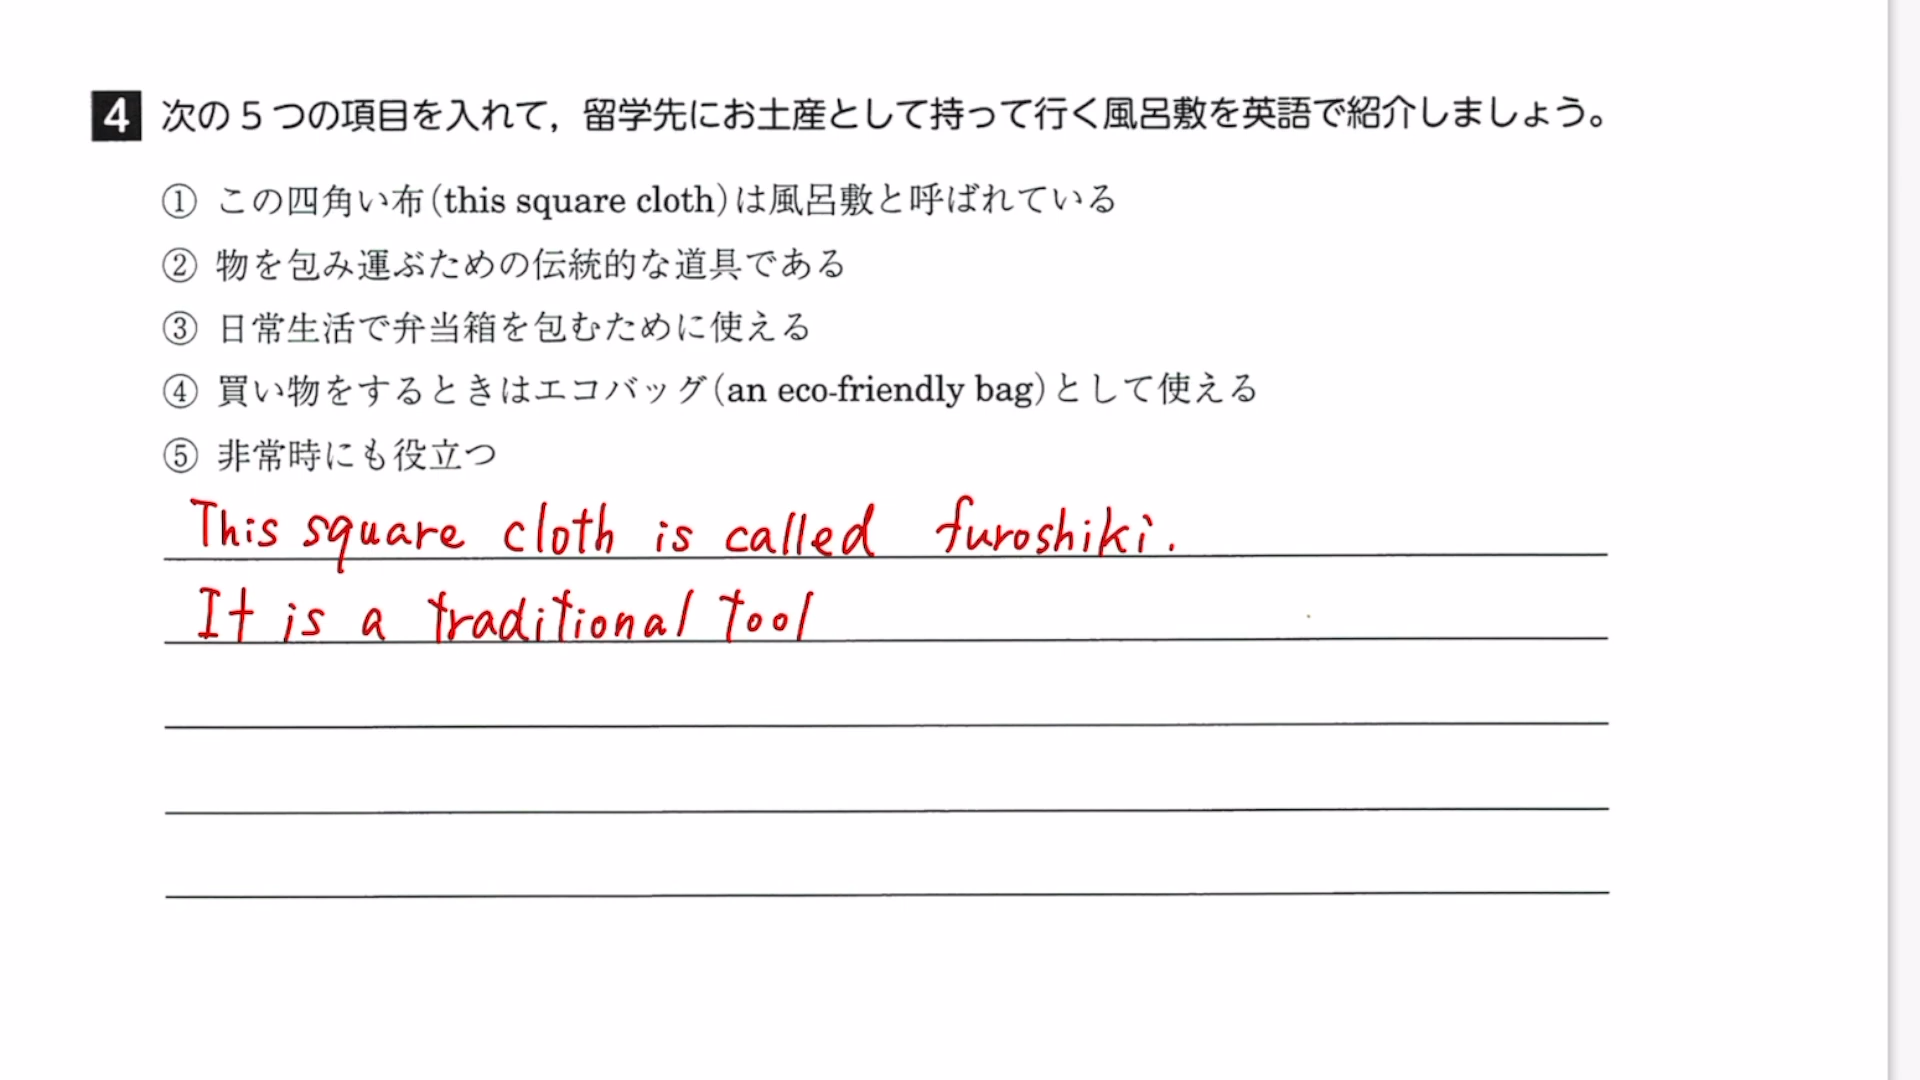 4 次の5つの項目を入れて，留学先にお土産として持って行く風呂敷を英語で紹介しましょう。
① この四角い布(this square cloth)は風呂敷と呼ばれている
② 物を包み運ぶための伝統的な道具である
③ 日常生活で弁当箱を包むために使える
④ 買い物をするときはエコバッグ(an eco-friendly bag)として使える
⑤ 非常時にも役立つ
This square cloth is called furoshiki.
It is a traditional tool